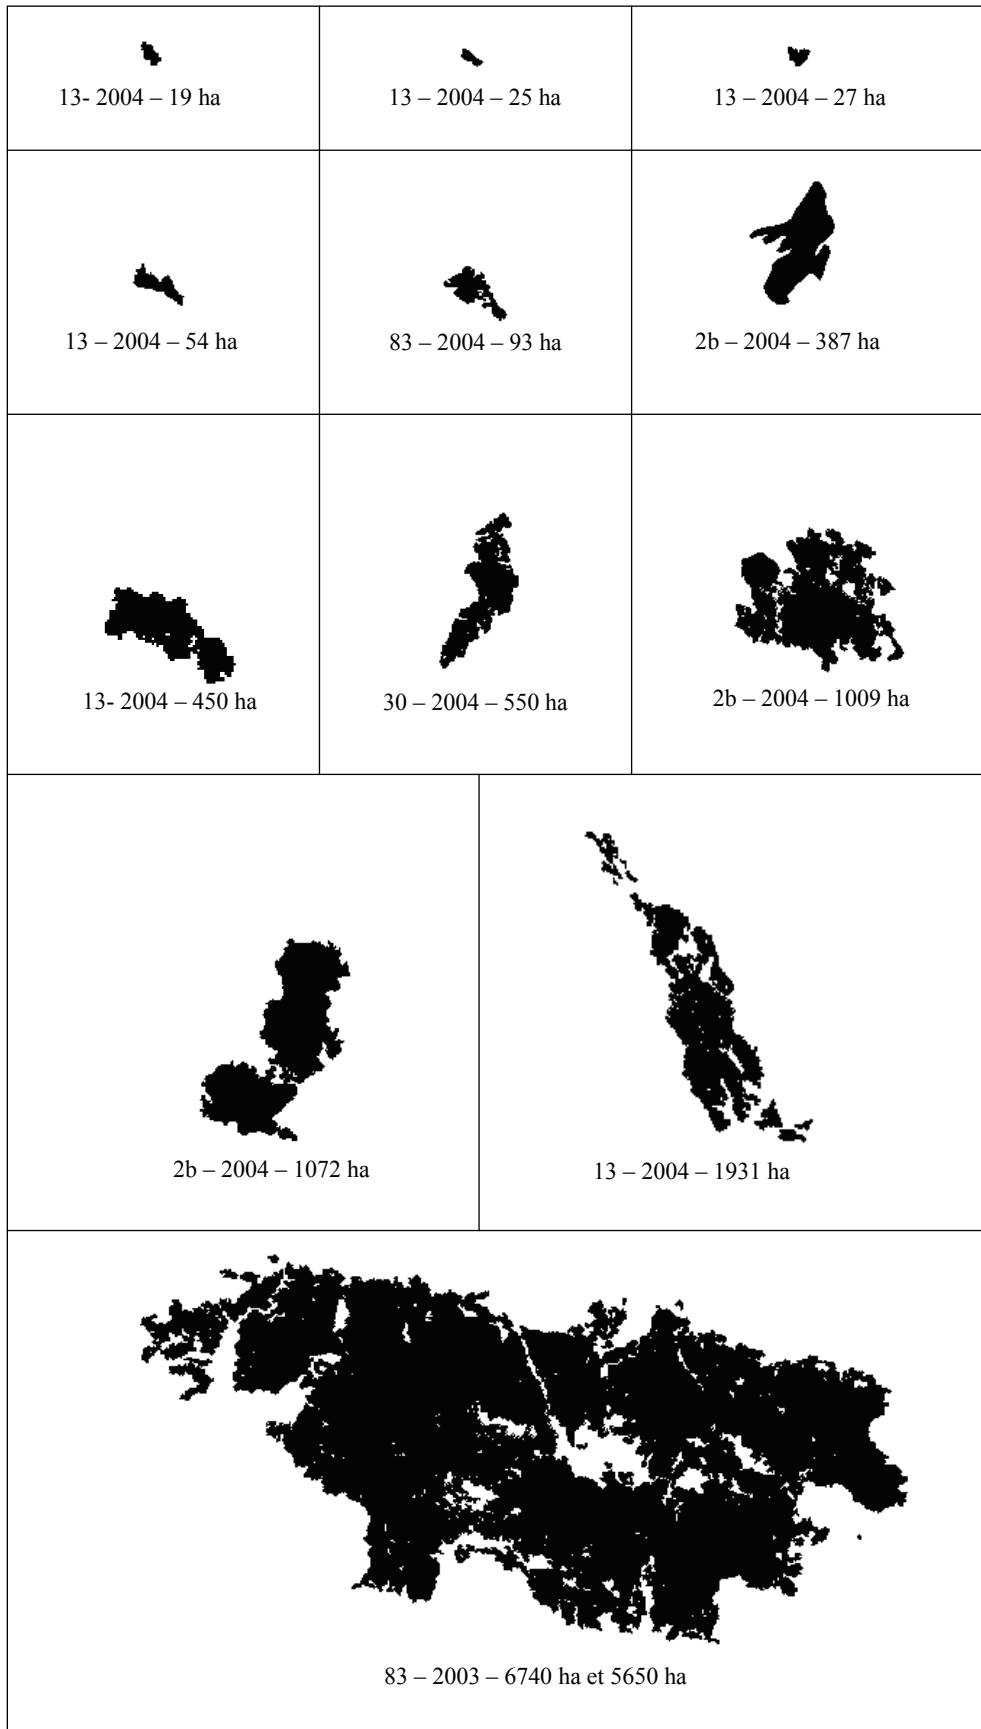 13- 2004 – 19 ha
13 – 2004 – 25 ha
13 – 2004 – 27 ha
13 – 2004 – 54 ha
83 – 2004 – 93 ha
2b – 2004 – 387 ha
13- 2004 – 450 ha
30 – 2004 – 550 ha
2b – 2004 – 1009 ha
2b – 2004 – 1072 ha
13 – 2004 – 1931 ha
83 – 2003 – 6740 ha et 5650 ha